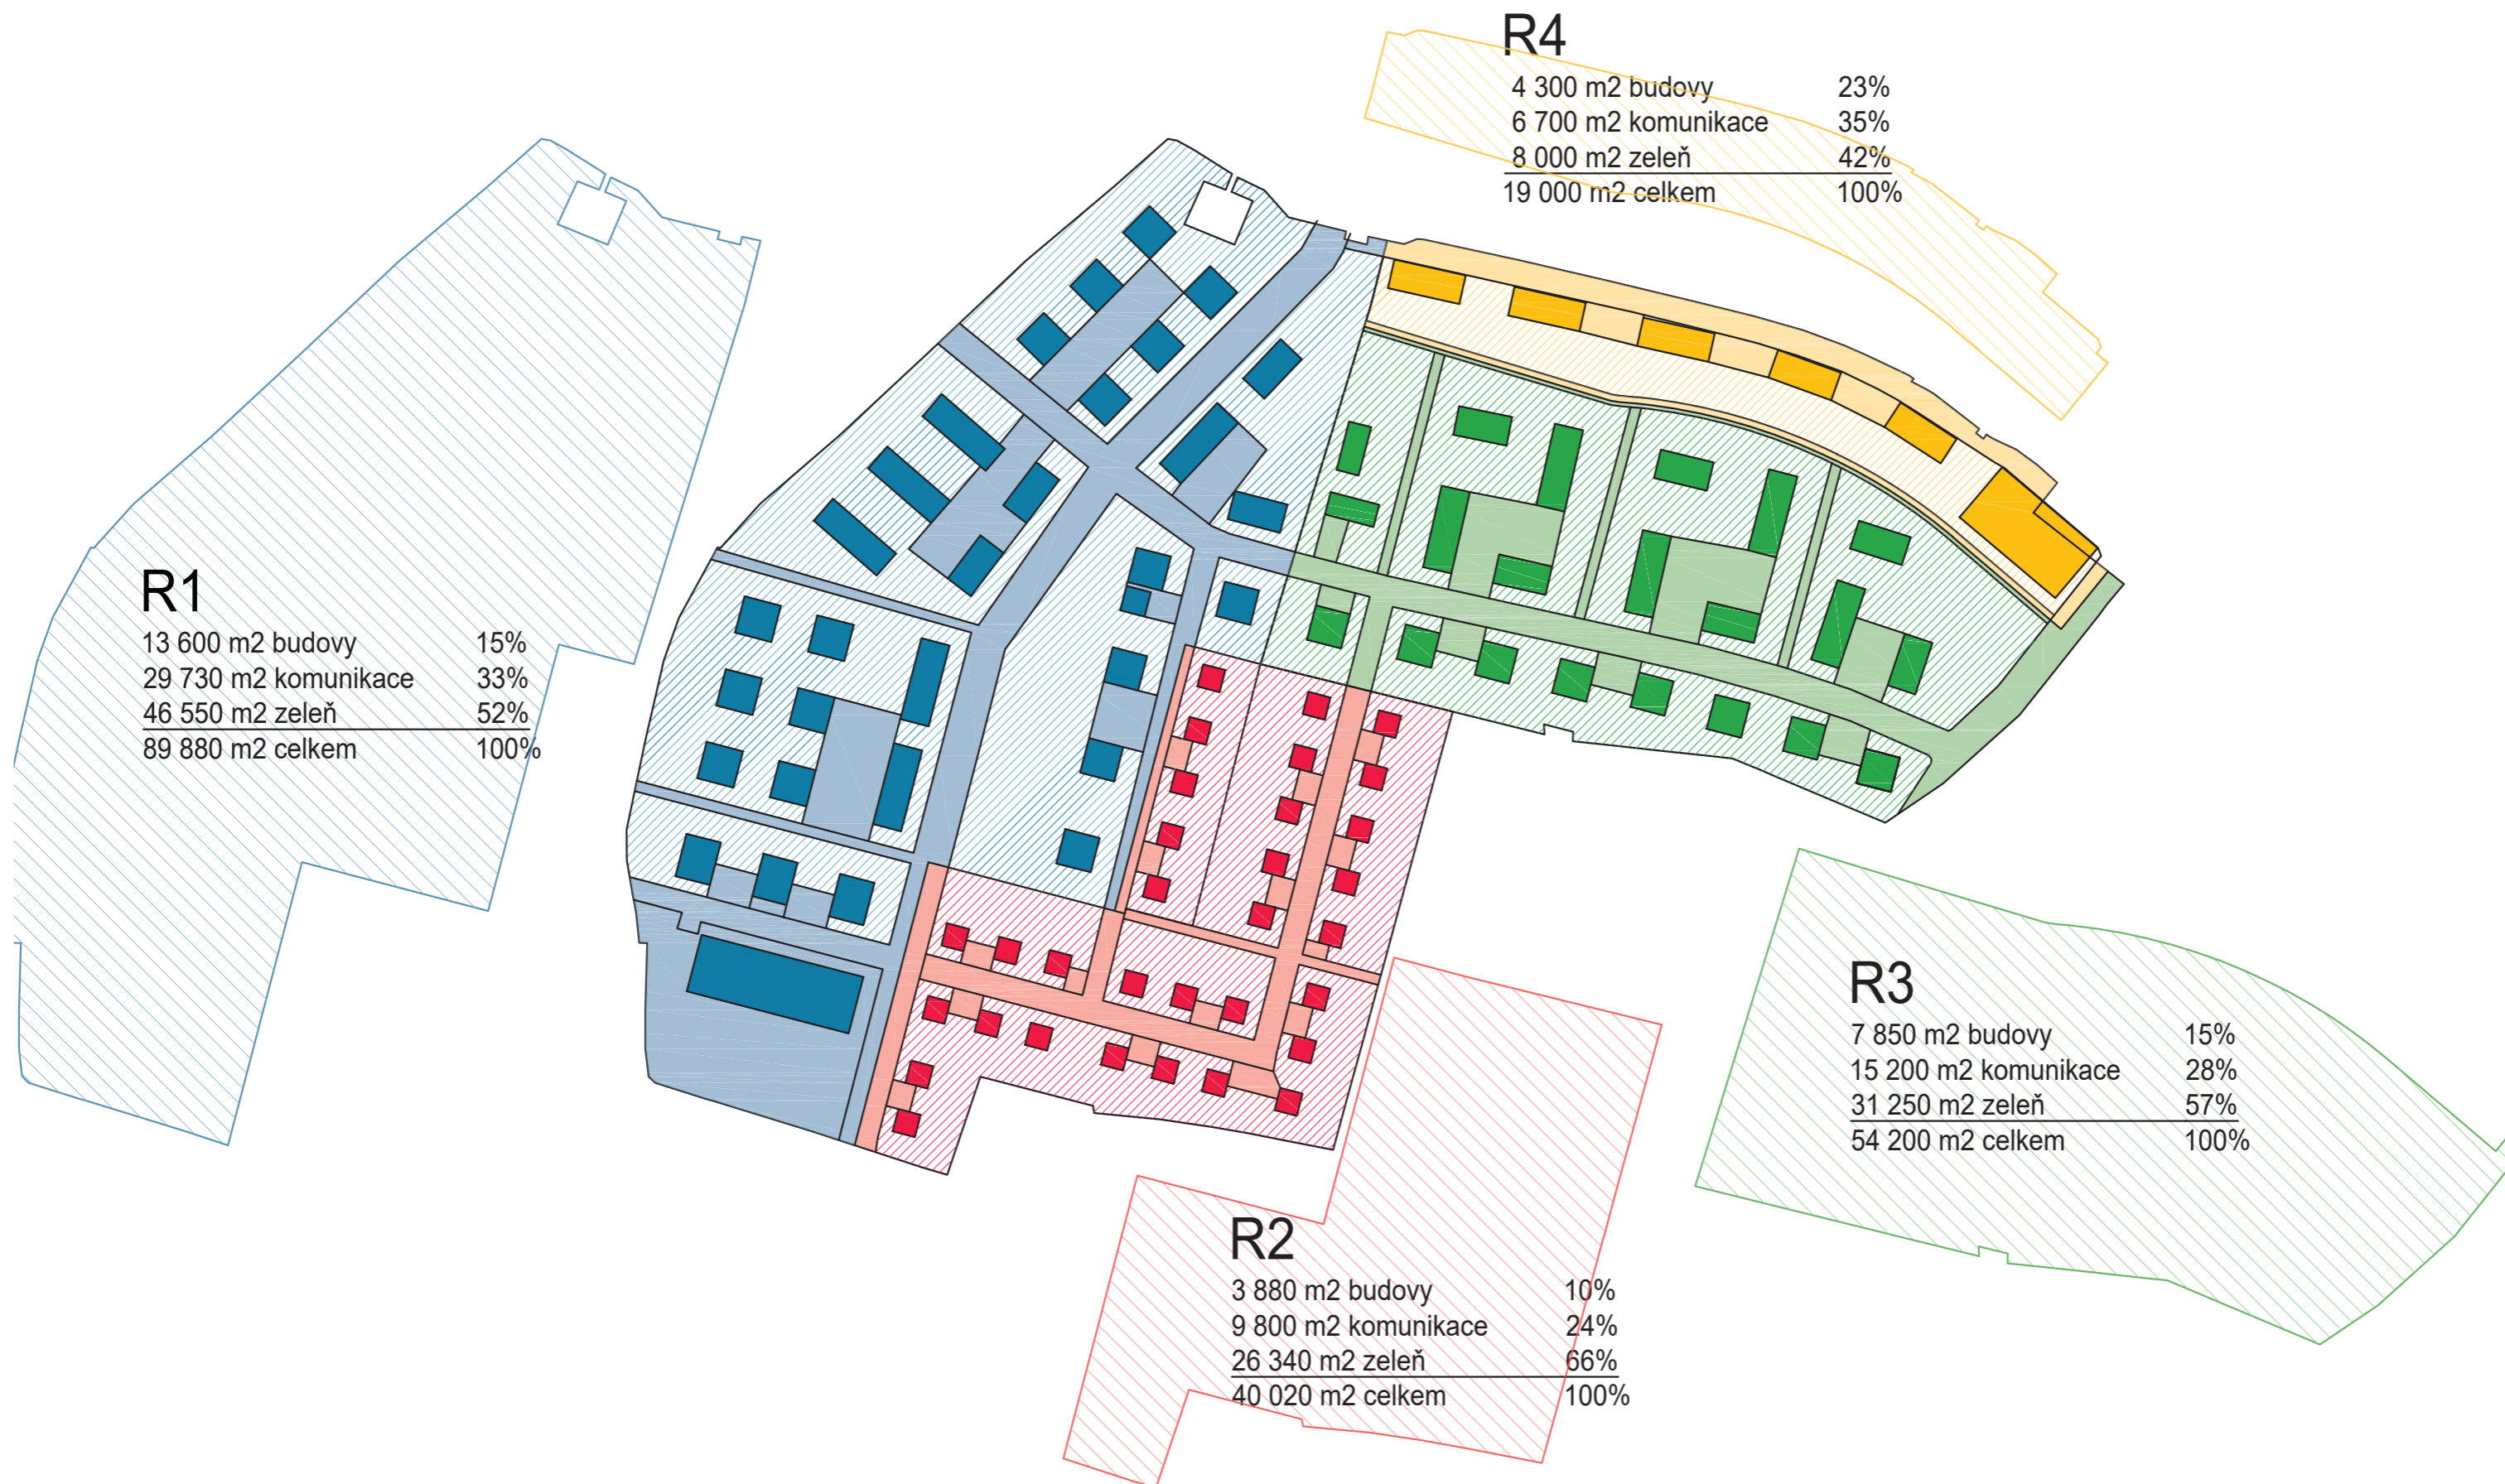 R4
4 300 m2 budovy 23%
6 700 m2 komunikace 35%
8 000 m2 zeleň 42%
19 000 m2 celkem 100%
R1
13 600 m2 budovy 15%
29 730 m2 komunikace 33%
46 550 m2 zeleň 52%
89 880 m2 celkem 100%
R3
7 850 m2 budovy 15%
15 200 m2 komunikace 28%
31 250 m2 zeleň 57%
54 200 m2 celkem 100%
R2
3 880 m2 budovy 10%
9 800 m2 komunikace 24%
26 340 m2 zeleň 66%
40 020 m2 celkem 100%